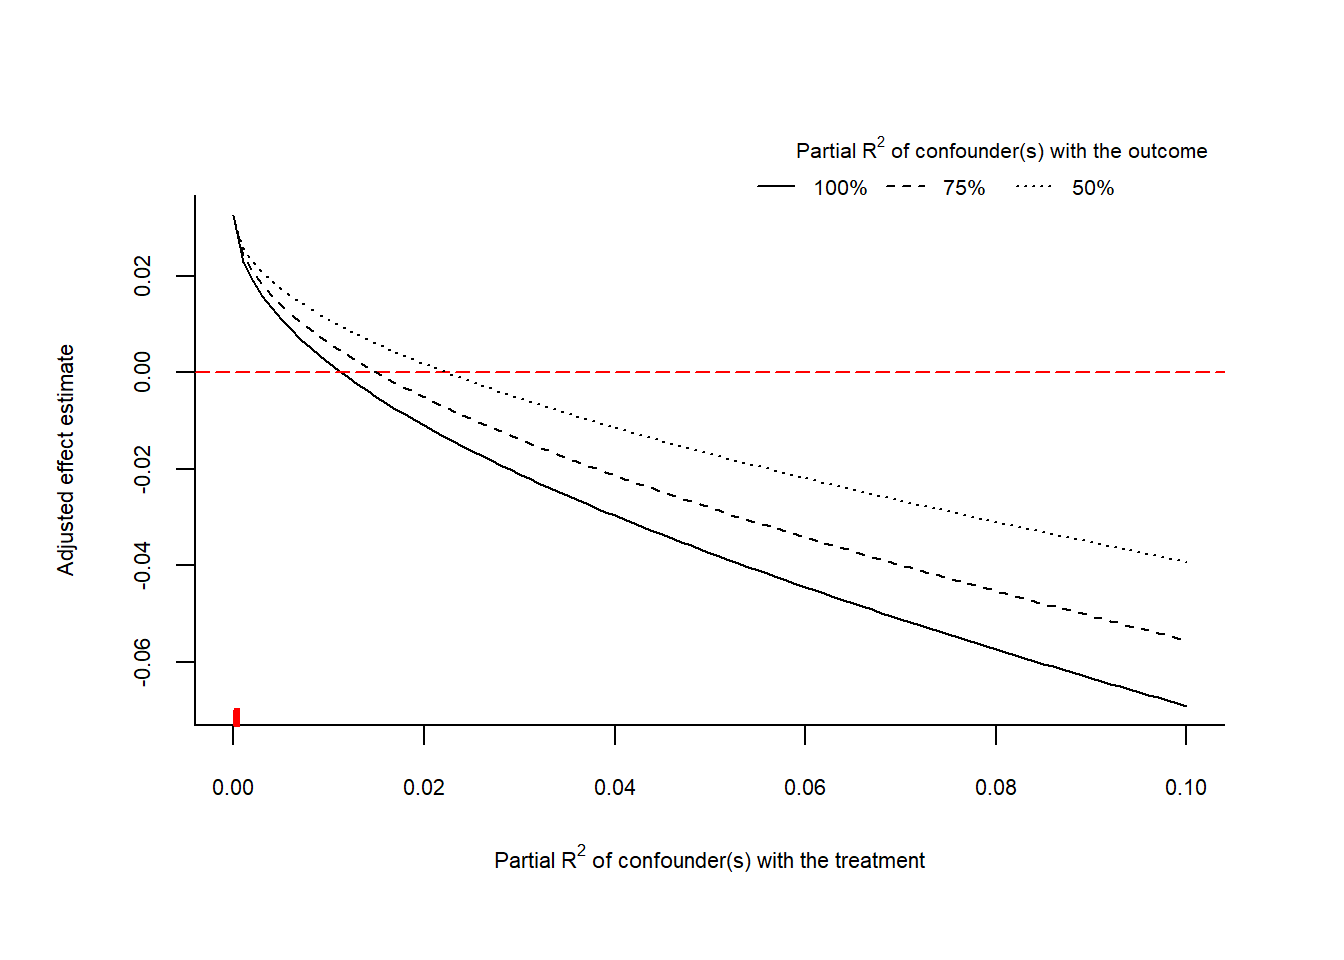 Partial R² of confounder(s) with the outcome
100% 75% 50%
Adjusted effect estimate
0.02
0.00
-0.02
-0.04
-0.06
0.00 0.02 0.04 0.06 0.08 0.10
Partial R² of confounder(s) with the treatment